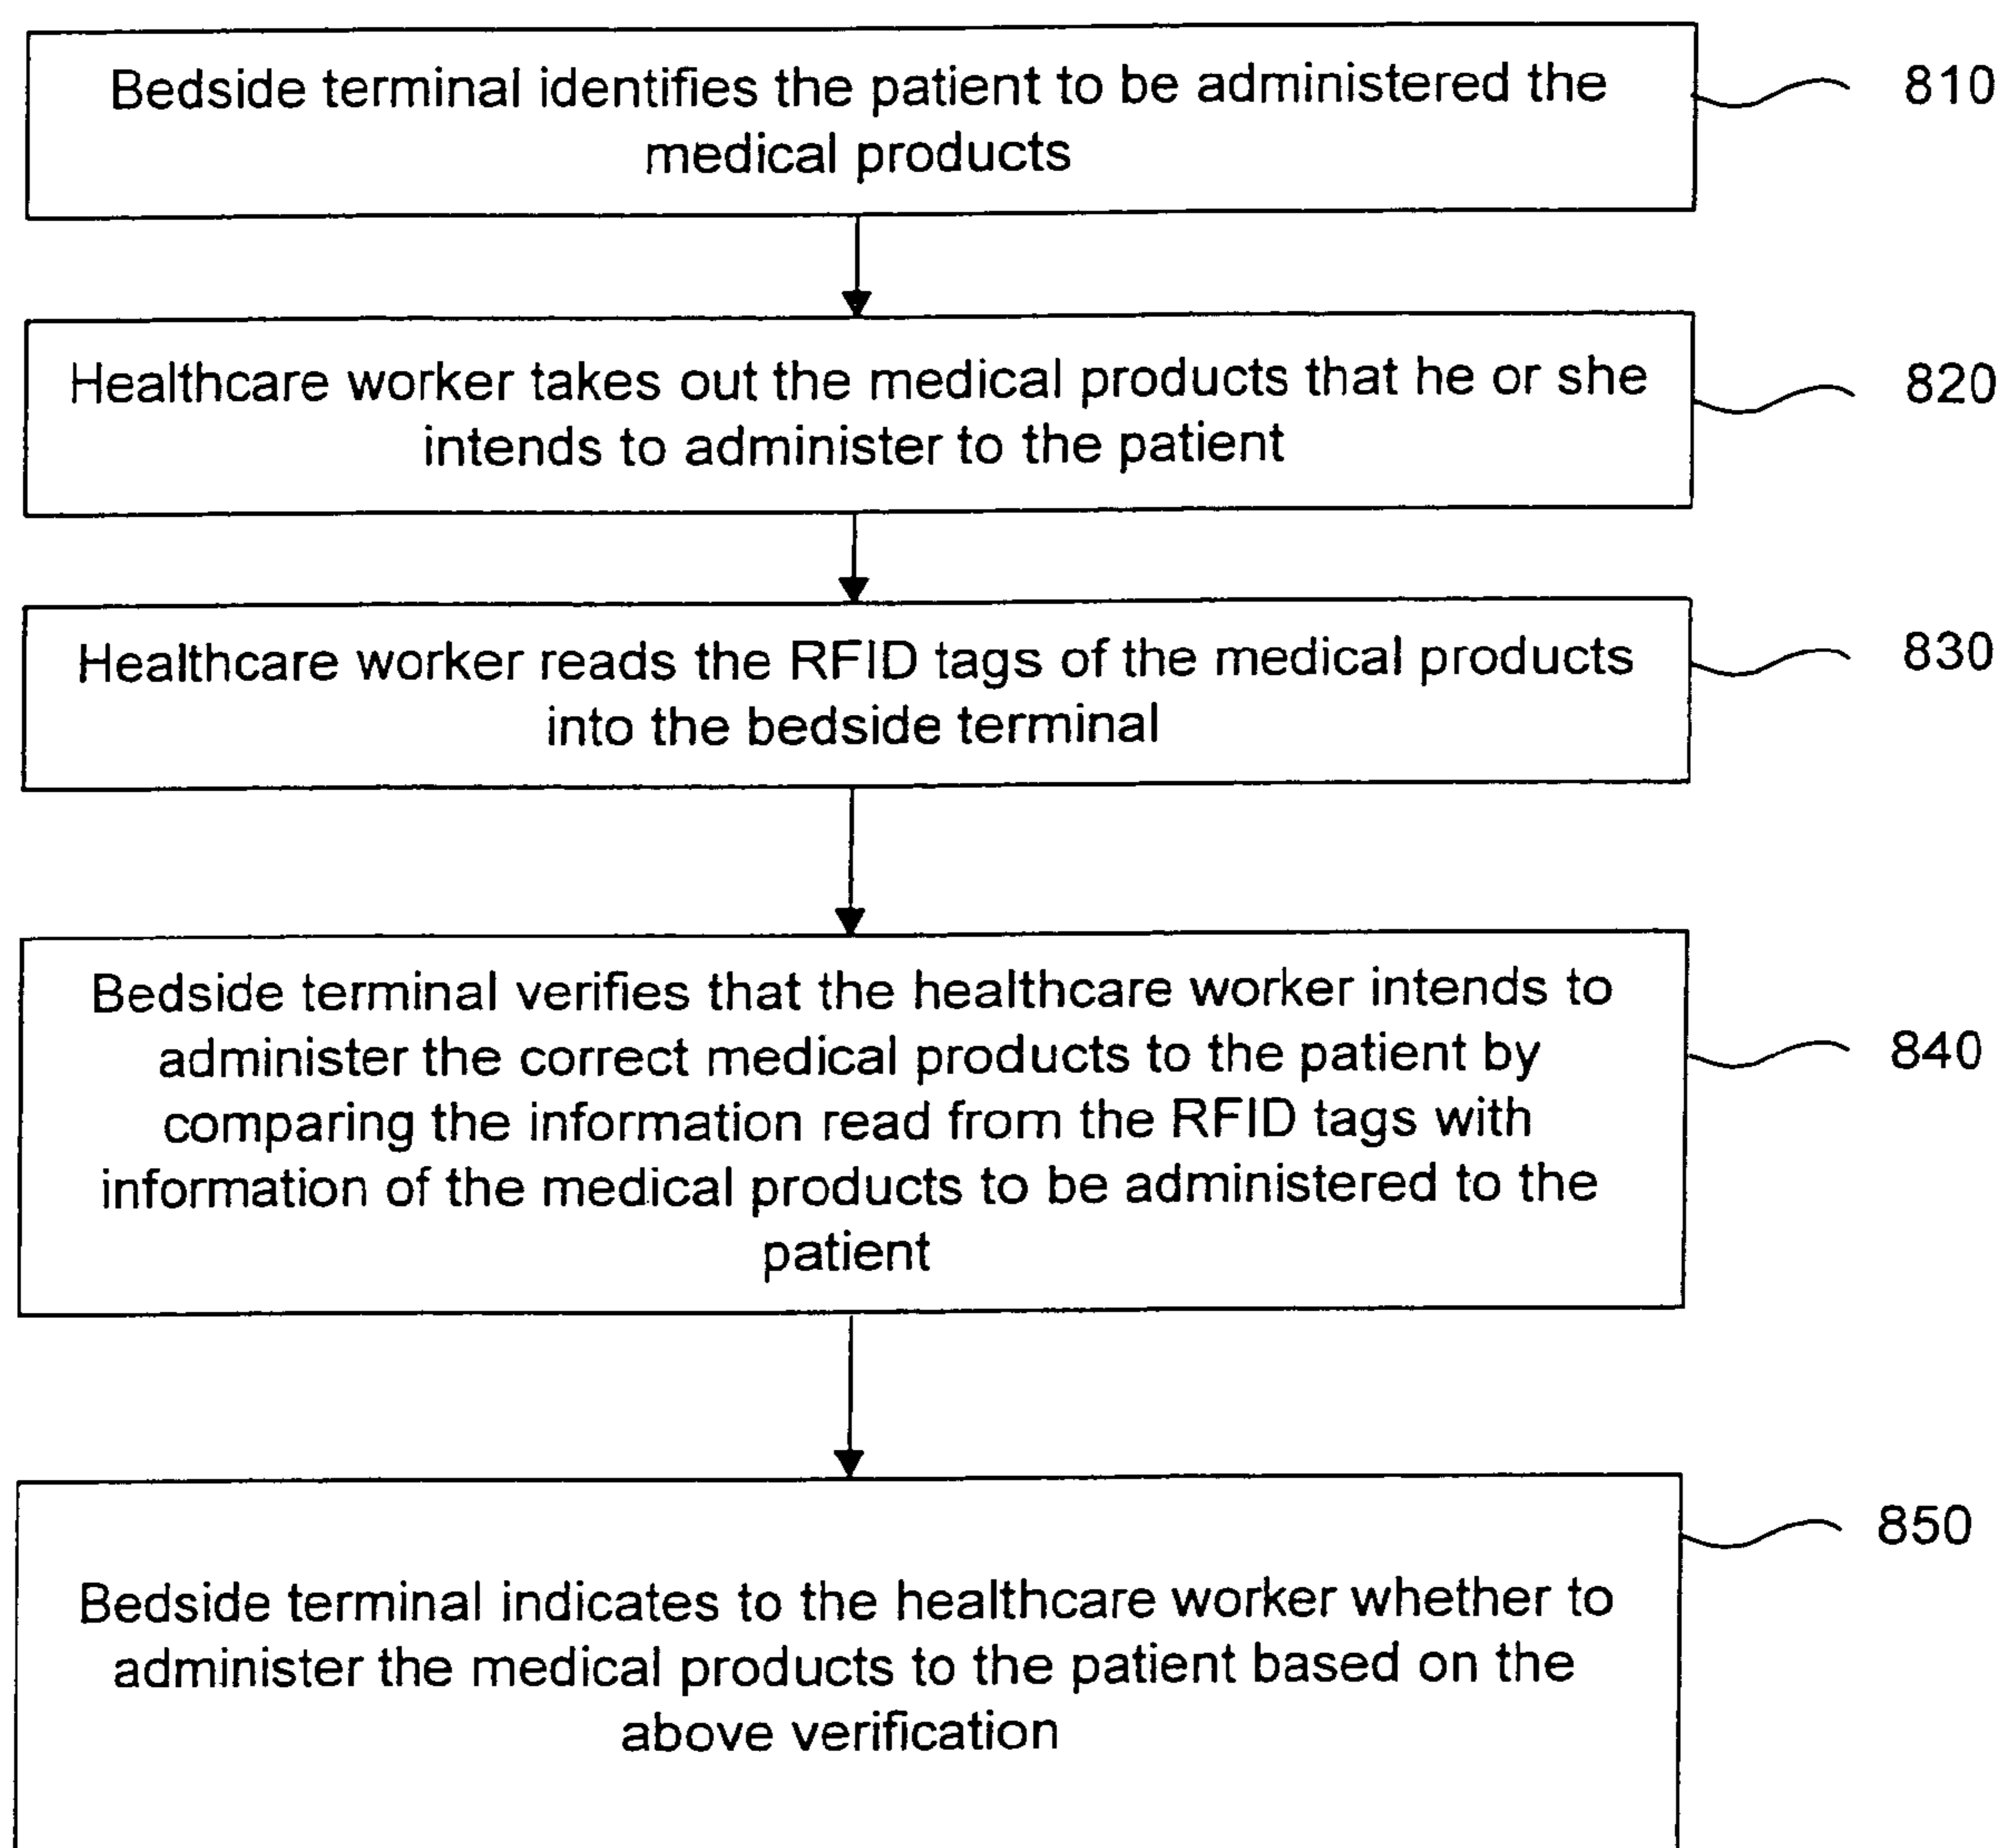 Bedside terminal identifies the patient to be administered the
medical products
810
Healthcare worker takes out the medical products that he or she
intends to administer to the patient
820
Healthcare worker reads the RFID tags of the medical products
into the bedside terminal
830
Bedside terminal verifies that the healthcare worker intends to
administer the correct medical products to the patient by
comparing the information read from the RFID tags with
information of the medical products to be administered to the
patient
840
Bedside terminal indicates to the healthcare worker whether to
administer the medical products to the patient based on the
above verification
850